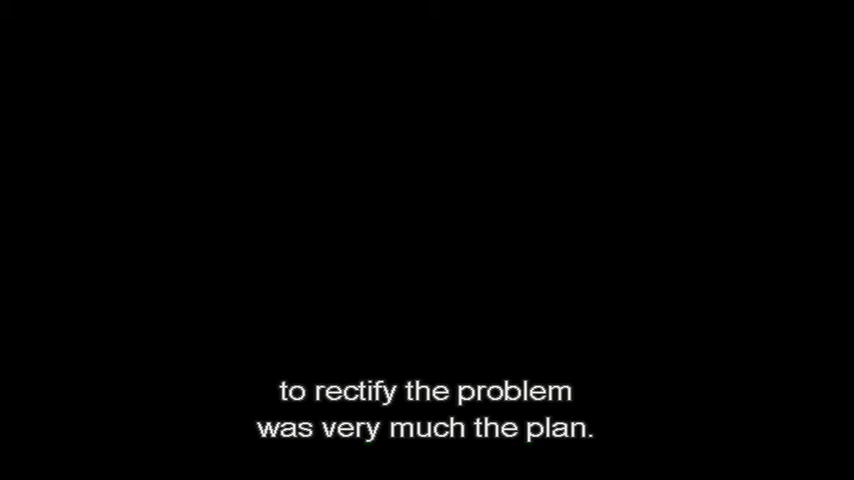 to rectify the problem
was very much the plan.